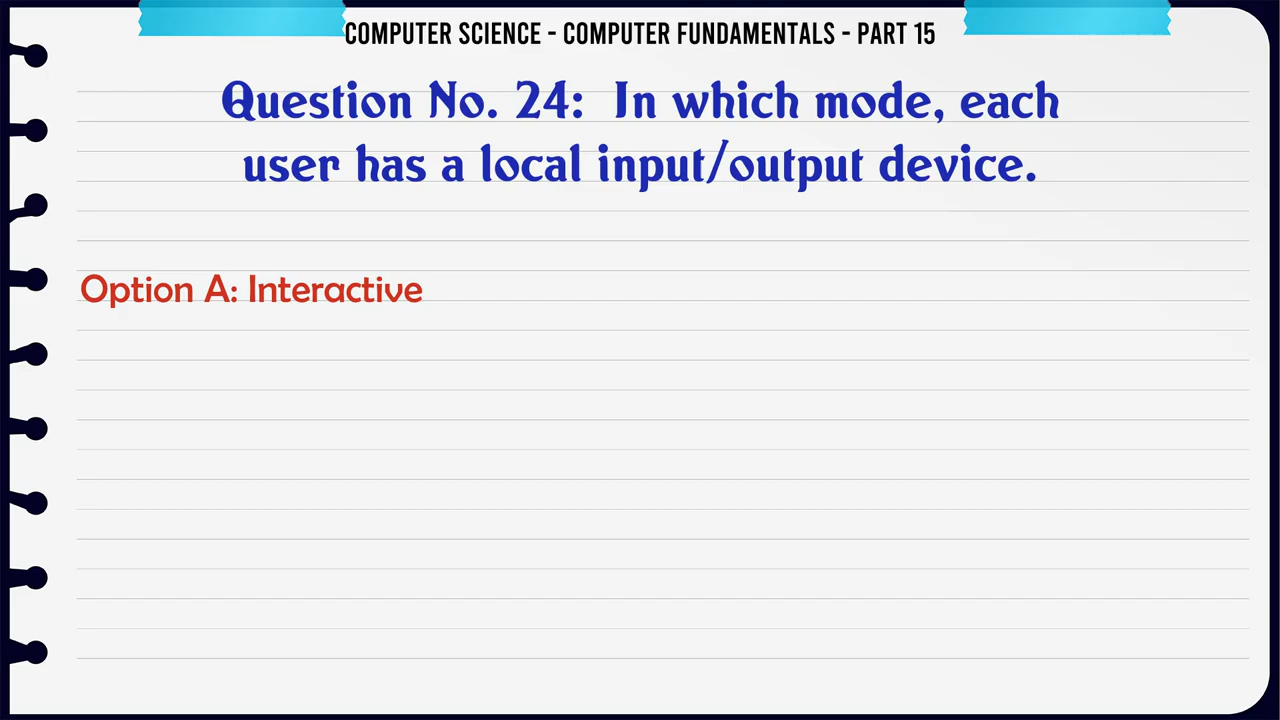 COMPUTER SCIENCE - COMPUTER FUNDAMENTALS - PART 15
Question No. 24: In which mode, each
user has a local input/output device.
Option A: Interactive